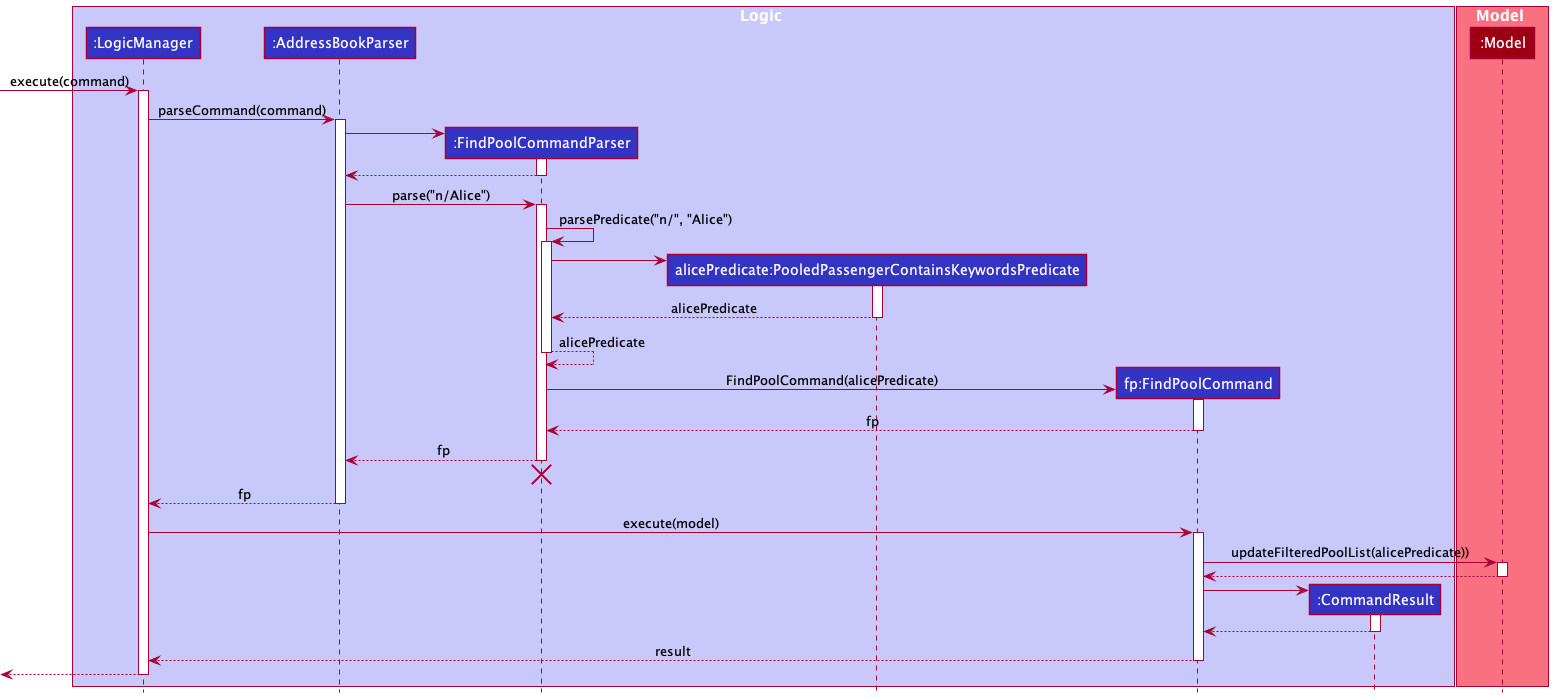 Logic
Model
:LogicManager
:AddressBookParser
:Model
execute(command)
parseCommand(command)
:FindPoolCommandParser
parse("n/Alice")
parsePredicate("n/", "Alice")
alicePredicate:PooledPassengerContainsKeywordsPredicate
alicePredicate
alicePredicate
FindPoolCommand(alicePredicate)
fp:FindPoolCommand
fp
fp
fp
execute(model)
updateFilteredPoolList(alicePredicate))
:CommandResult
result